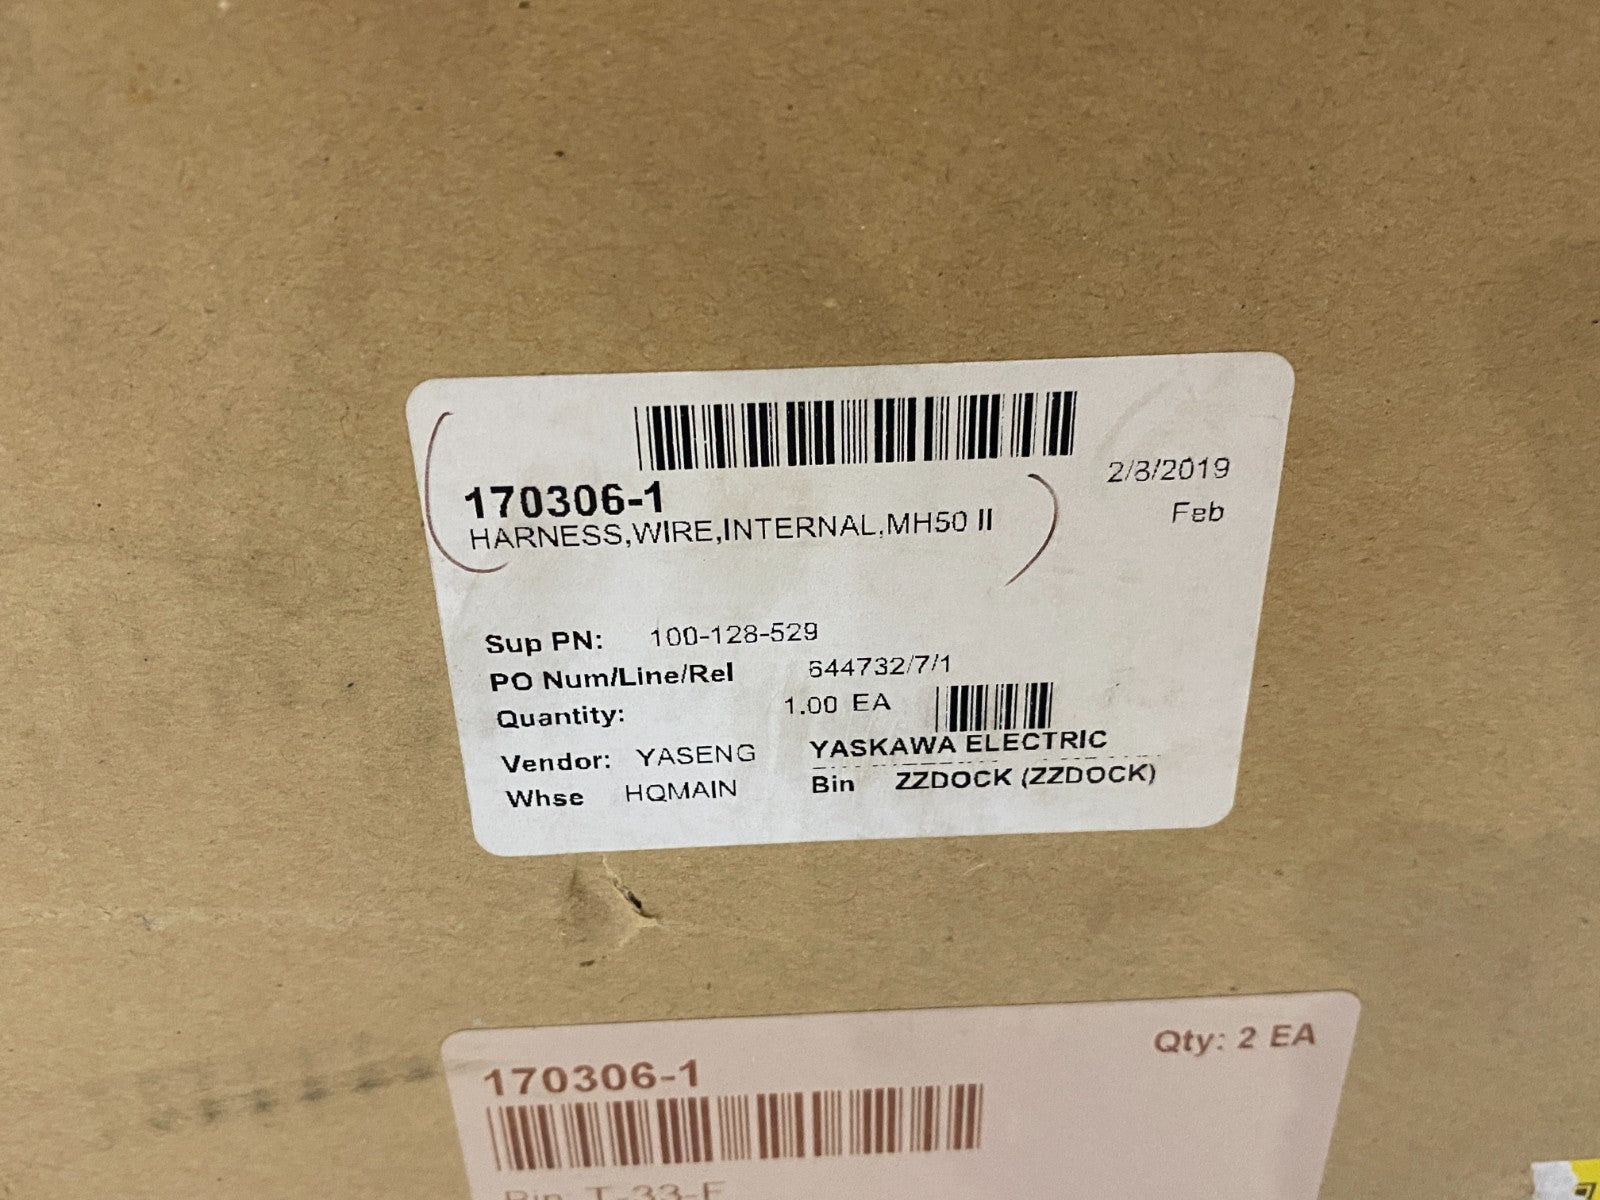 170306-1
HARNESS,WIRE,INTERNAL,MH50 II
2/8/2019
Feb
Sup PN: 100-128-529
PO Num/Line/Rel 644732/7/1
Quantity: 1.00 EA
Vendor: YASENG YASKAWA ELECTRIC
Whse HQMAIN Bin ZZDOCK (ZZDOCK)
170306-1 Qty: 2 EA
Bin T-33-F